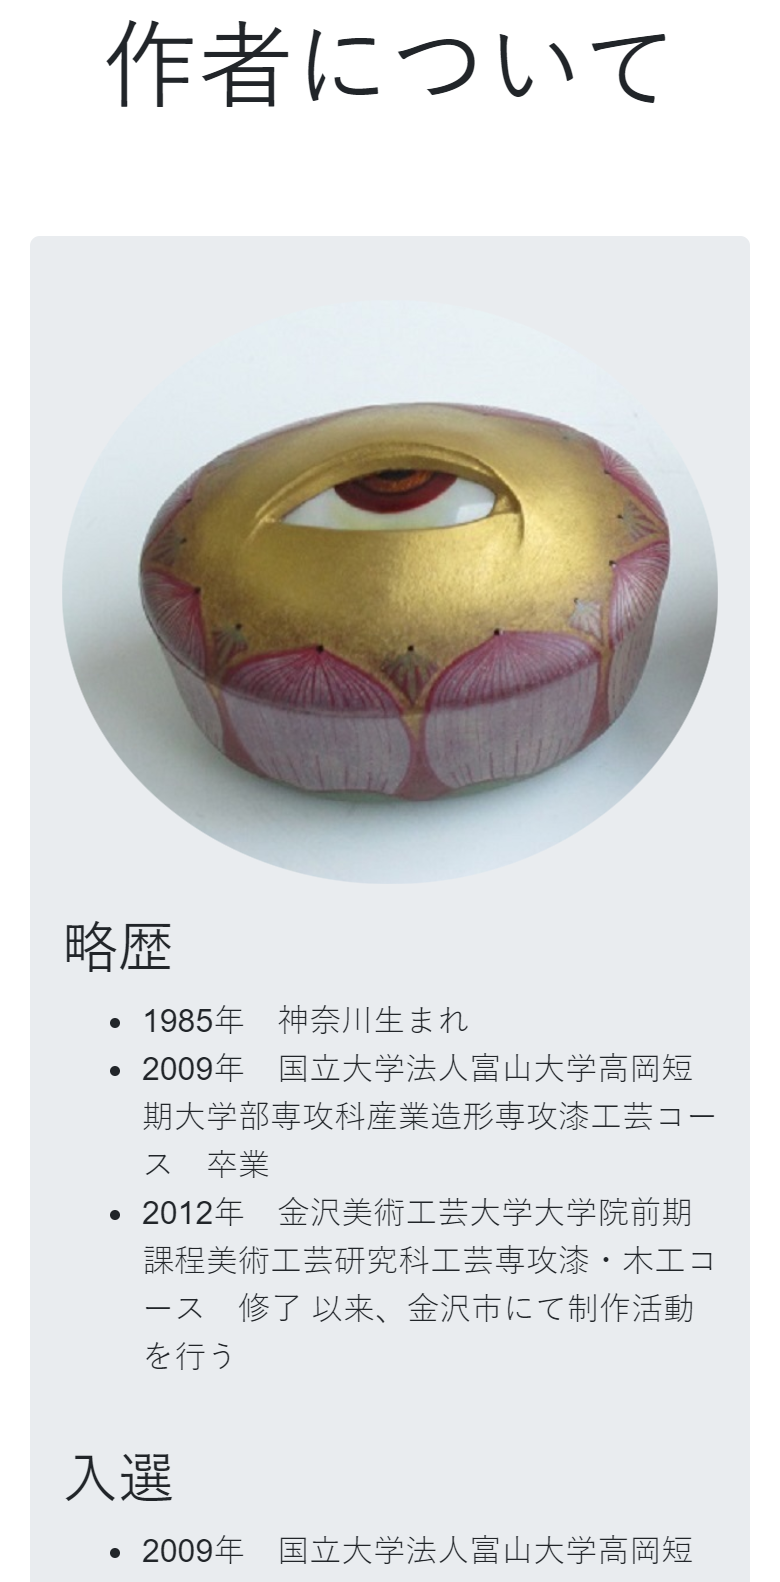 作者について
略歴
1985年　神奈川生まれ
2009年　国立大学法人富山大学高岡短
期大学部専攻科産業造形専攻漆工芸コー
ス　卒業
2012年　金沢美術工芸大学大学院前期
課程美術工芸研究科工芸専攻漆・木工コ
ース　修了 以来、金沢市にて制作活動
を行う
入選
2009年　国立大学法人富山大学高岡短